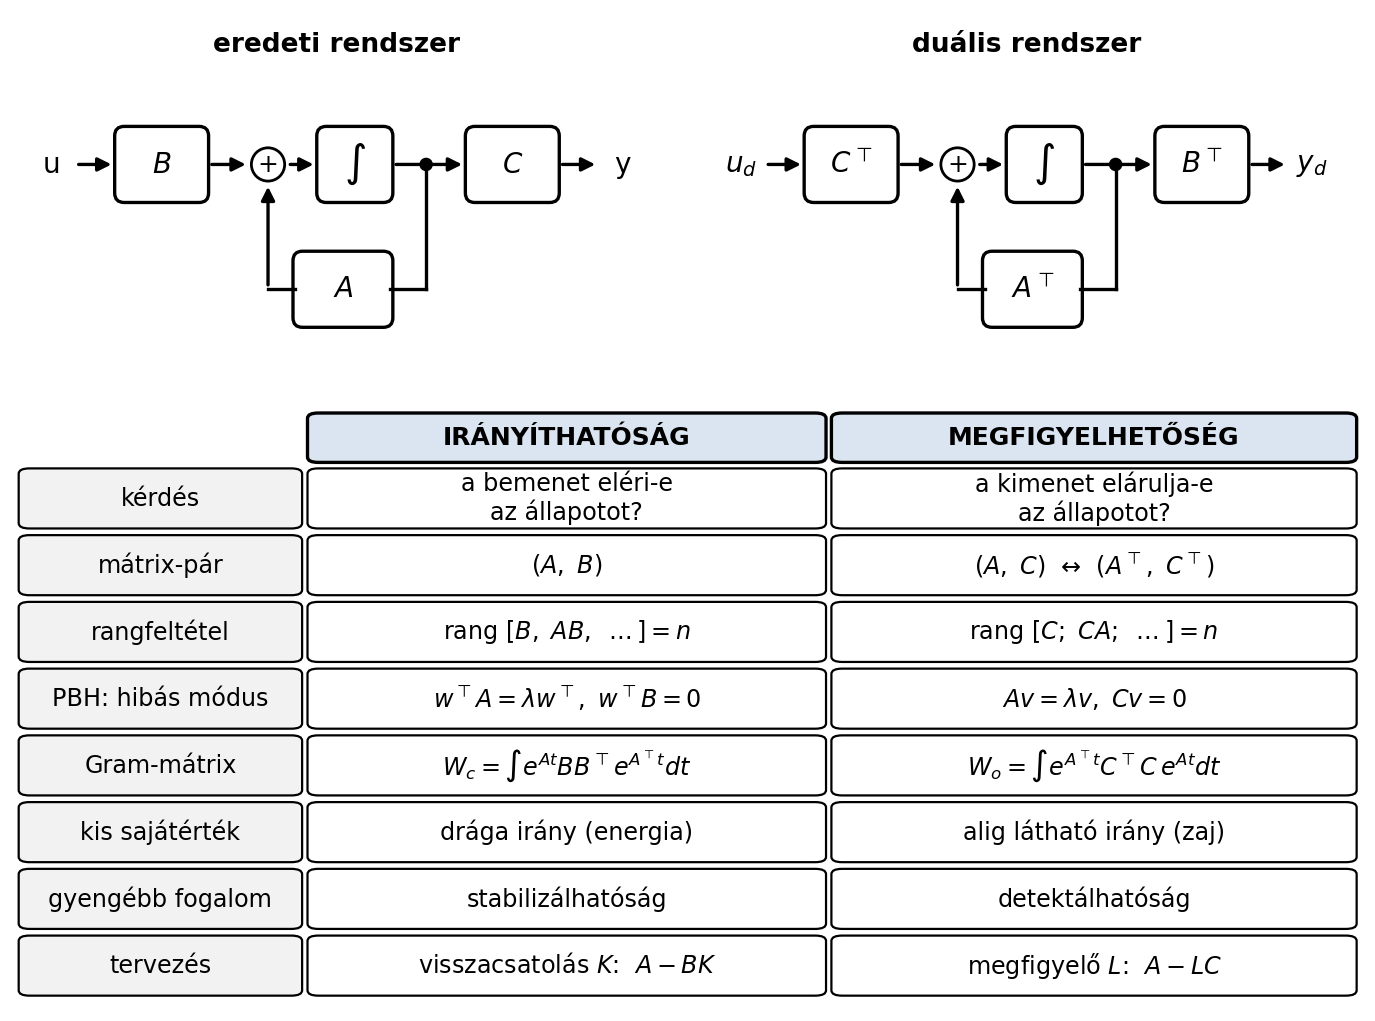 eredeti rendszer
duális rendszer
u B + ∫ C y
A
u_d C^⊤ + ∫ B^⊤ y_d
A^⊤
IRÁNYÍTHATÓSÁG MEGFIGYELHETŐSÉG
kérdés
a bemenet eléri-e
az állapotot?
a kimenet elárulja-e
az állapotot?
mátrix-pár
(A, B)
(A, C) ↔ (A^⊤, C^⊤)
rangfeltétel
rang [B, AB, …] = n
rang [C; CA; …] = n
PBH: hibás módus
w^⊤A = λw^⊤, w^⊤B = 0
Av = λv, Cv = 0
Gram-mátrix
W_c = ∫e^{At}BB^⊤e^{A^⊤t}dt
W_o = ∫e^{A^⊤t}C^⊤C e^{At}dt
kis sajátérték
drága irány (energia)
alig látható irány (zaj)
gyengébb fogalom
stabilizálhatóság
detektálhatóság
tervezés
visszacsatolás K: A − BK
megfigyelő L: A − LC